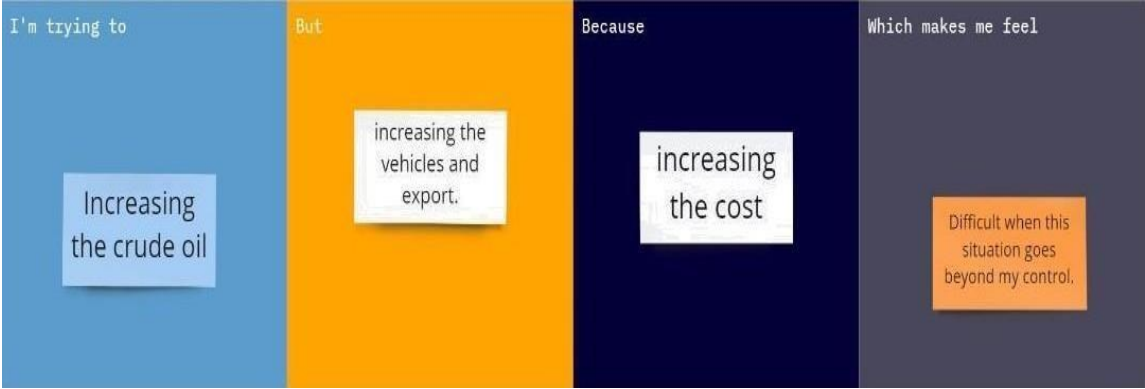 I'm trying to
Increasing
the crude oil
But
increasing the
vehicles and
export.
Because
increasing
the cost
Which makes me feel
Difficult when this
situation goes
beyond my control.